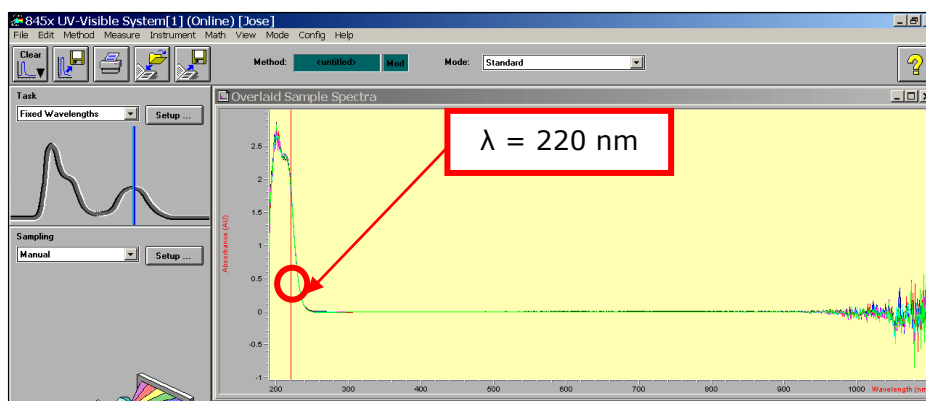 845x UV-Visible System[1] (Online) [Jose]
File Edit Method Measure Instrument Math View Mode Config Help
Clear
Method: <untitled> Mod Mode: Standard
Task
Fixed Wavelengths Setup ...
Sampling
Manual Setup ...
Overlaid Sample Spectra
λ = 220 nm
Absorbance (AU)
2.5
2
1.5
1
0.5
0
-0.5
-1
200 300 400 500 600 700 800 900 1000 Wavelength (nm